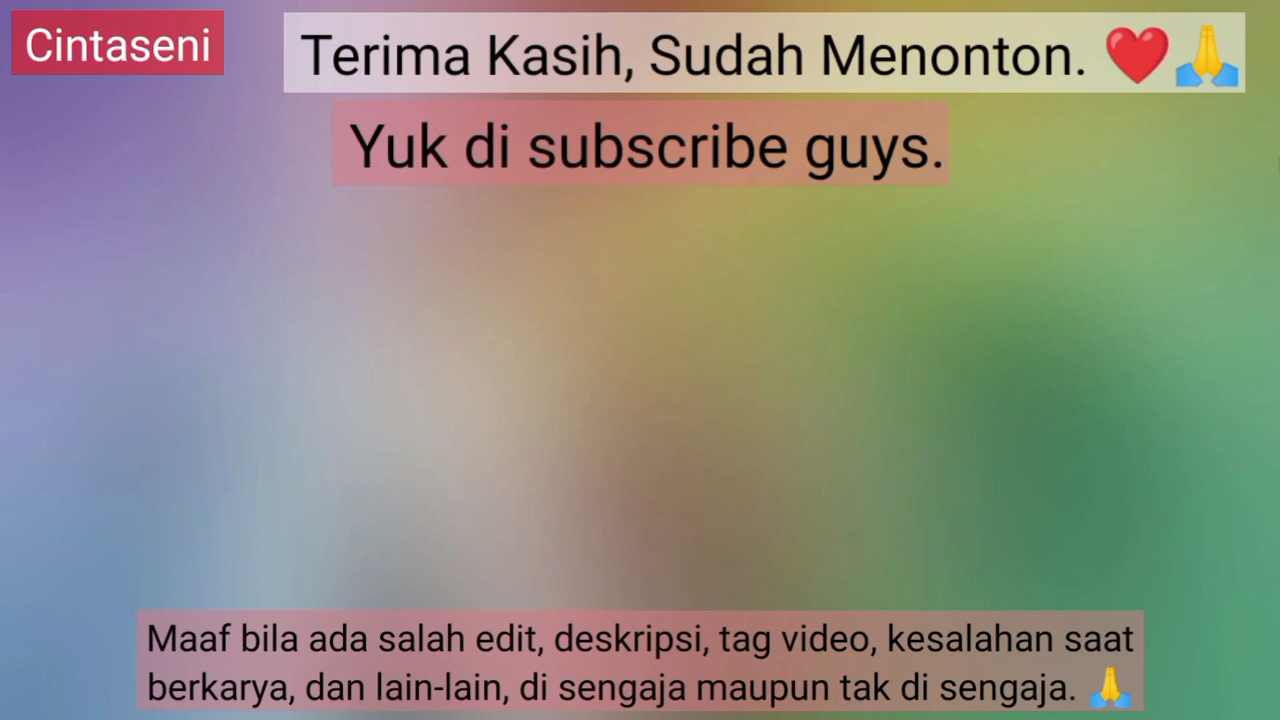 Cintaseni
Terima Kasih, Sudah Menonton. ❤️🙏
Yuk di subscribe guys.
Maaf bila ada salah edit, deskripsi, tag video, kesalahan saat
berkarya, dan lain-lain, di sengaja maupun tak di sengaja. 🙏